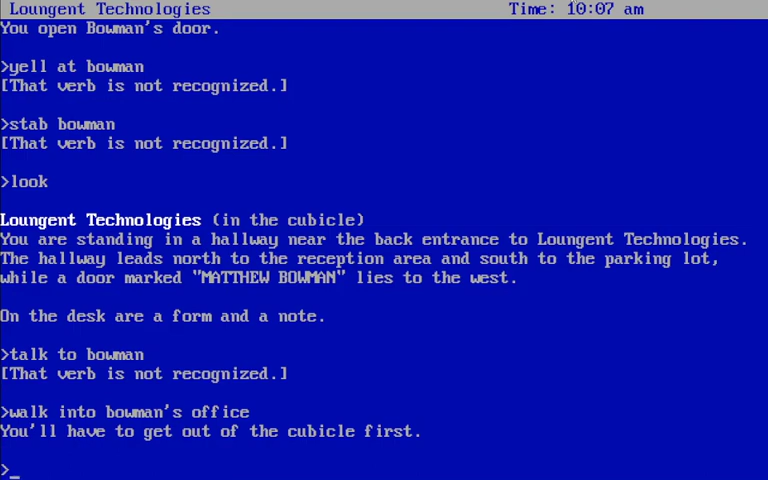 Loungent Technologies Time: 10:07 am
You open Bowman's door.
>yell at bowman
[That verb is not recognized.]
>stab bowman
[That verb is not recognized.]
>look
Loungent Technologies (in the cubicle)
You are standing in a hallway near the back entrance to Loungent Technologies.
The hallway leads north to the reception area and south to the parking lot,
while a door marked "MATTHEW BOWMAN" lies to the west.
On the desk are a form and a note.
>talk to bowman
[That verb is not recognized.]
>walk into bowman's office
You'll have to get out of the cubicle first.
>_